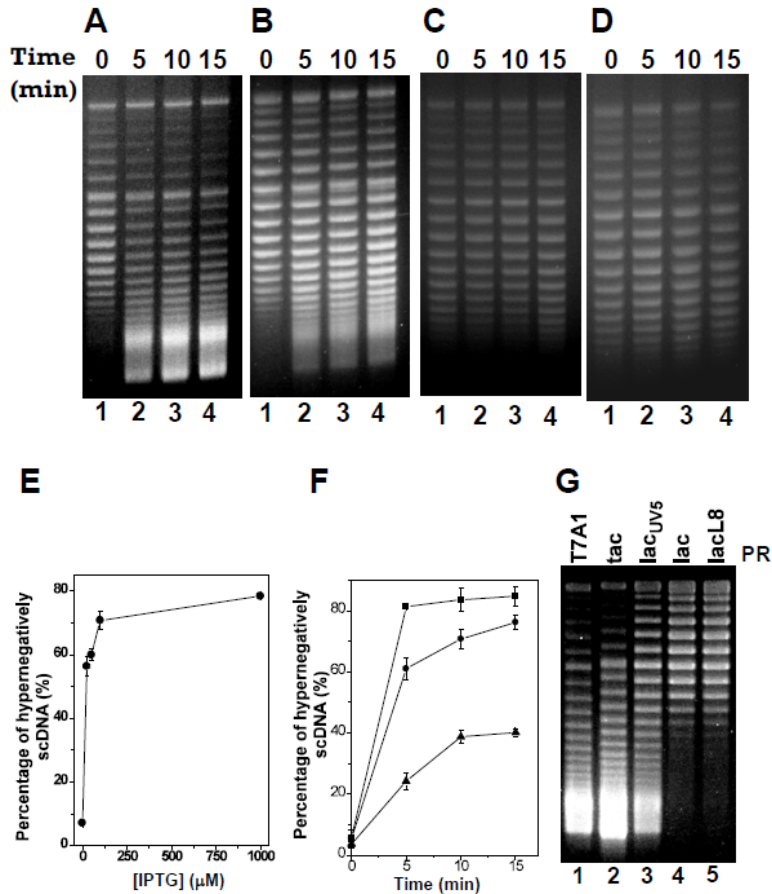 A B C D
Time 0 5 10 15 0 5 10 15 0 5 10 15 0 5 10 15
(min)
1 2 3 4 1 2 3 4 1 2 3 4 1 2 3 4
E
Percentage of hypernegatively
scDNA (%)
80
60
40
20
0
0 250 500 750 1000
[IPTG] (μM)
F
Percentage of hypernegatively
scDNA (%)
80
60
40
20
0
0 5 10 15
Time (min)
G
T7A1 tac lacUV5 lac lacL8 PR
1 2 3 4 5